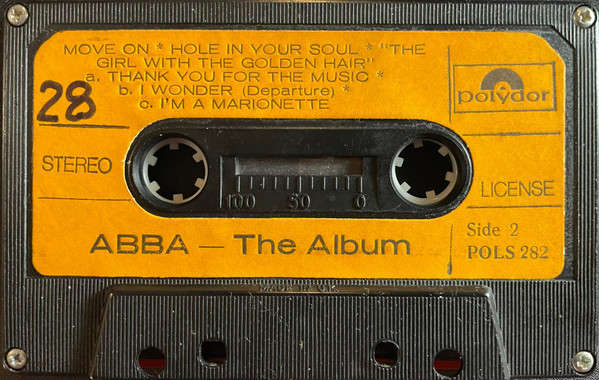 MOVE ON * HOLE IN YOUR SOUL * "THE
GIRL WITH THE GOLDEN HAIR"
a. THANK YOU FOR THE MUSIC *
b. I WONDER (Departure) *
c. I'M A MARIONETTE
28
polydor
STEREO
100 50 0
LICENSE
ABBA — The Album
Side 2
POLS 282